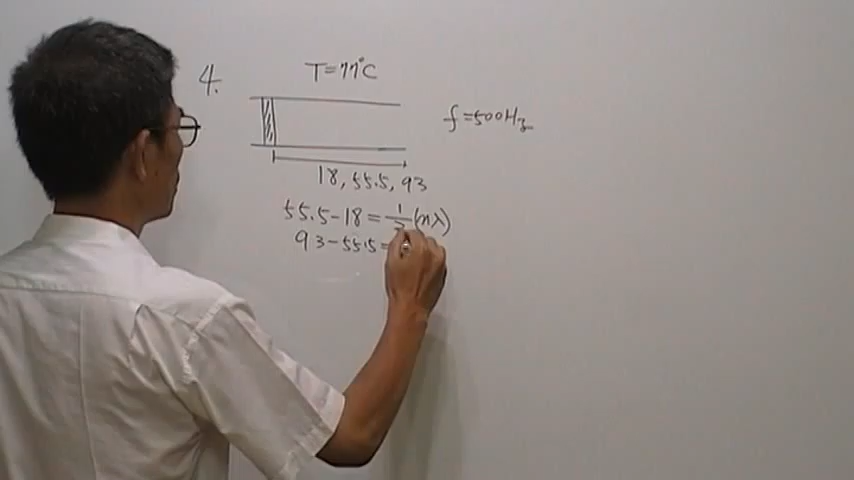 4.
T=77°C
f=500Hz
18, 55.5, 93
55.5-18=1/2(nλ)
93-55.5=